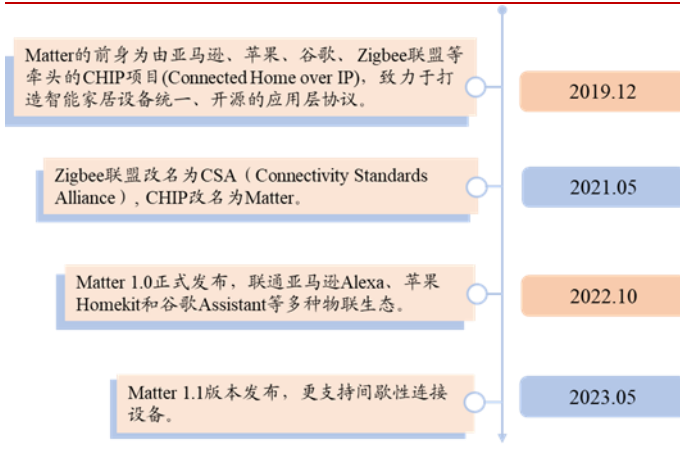 Matter的前身为由亚马逊、苹果、谷歌、Zigbee联盟等
牵头的CHIP项目(Connected Home over IP)，致力于打
造智能家居设备统一、开源的应用层协议。
2019.12
Zigbee联盟改名为CSA（Connectivity Standards
Alliance）, CHIP改名为Matter。
2021.05
Matter 1.0正式发布，联通亚马逊Alexa、苹果
Homekit和谷歌Assistant等多种物联生态。
2022.10
Matter 1.1版本发布，更支持间歇性连接
设备。
2023.05